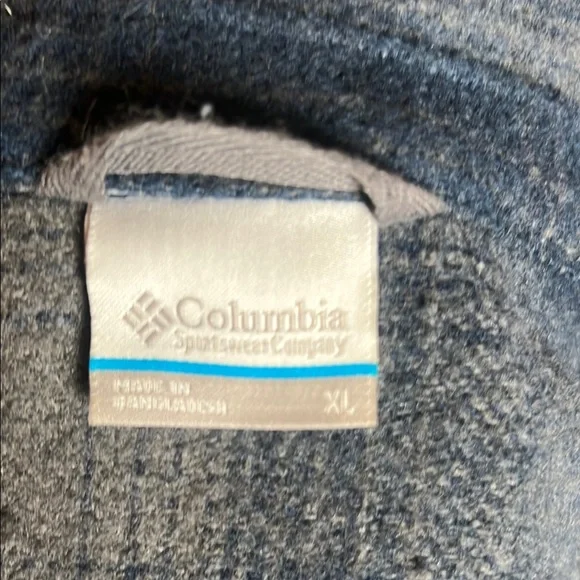 Columbia
Sportswear Company
MADE IN
BANGLADESH
XL